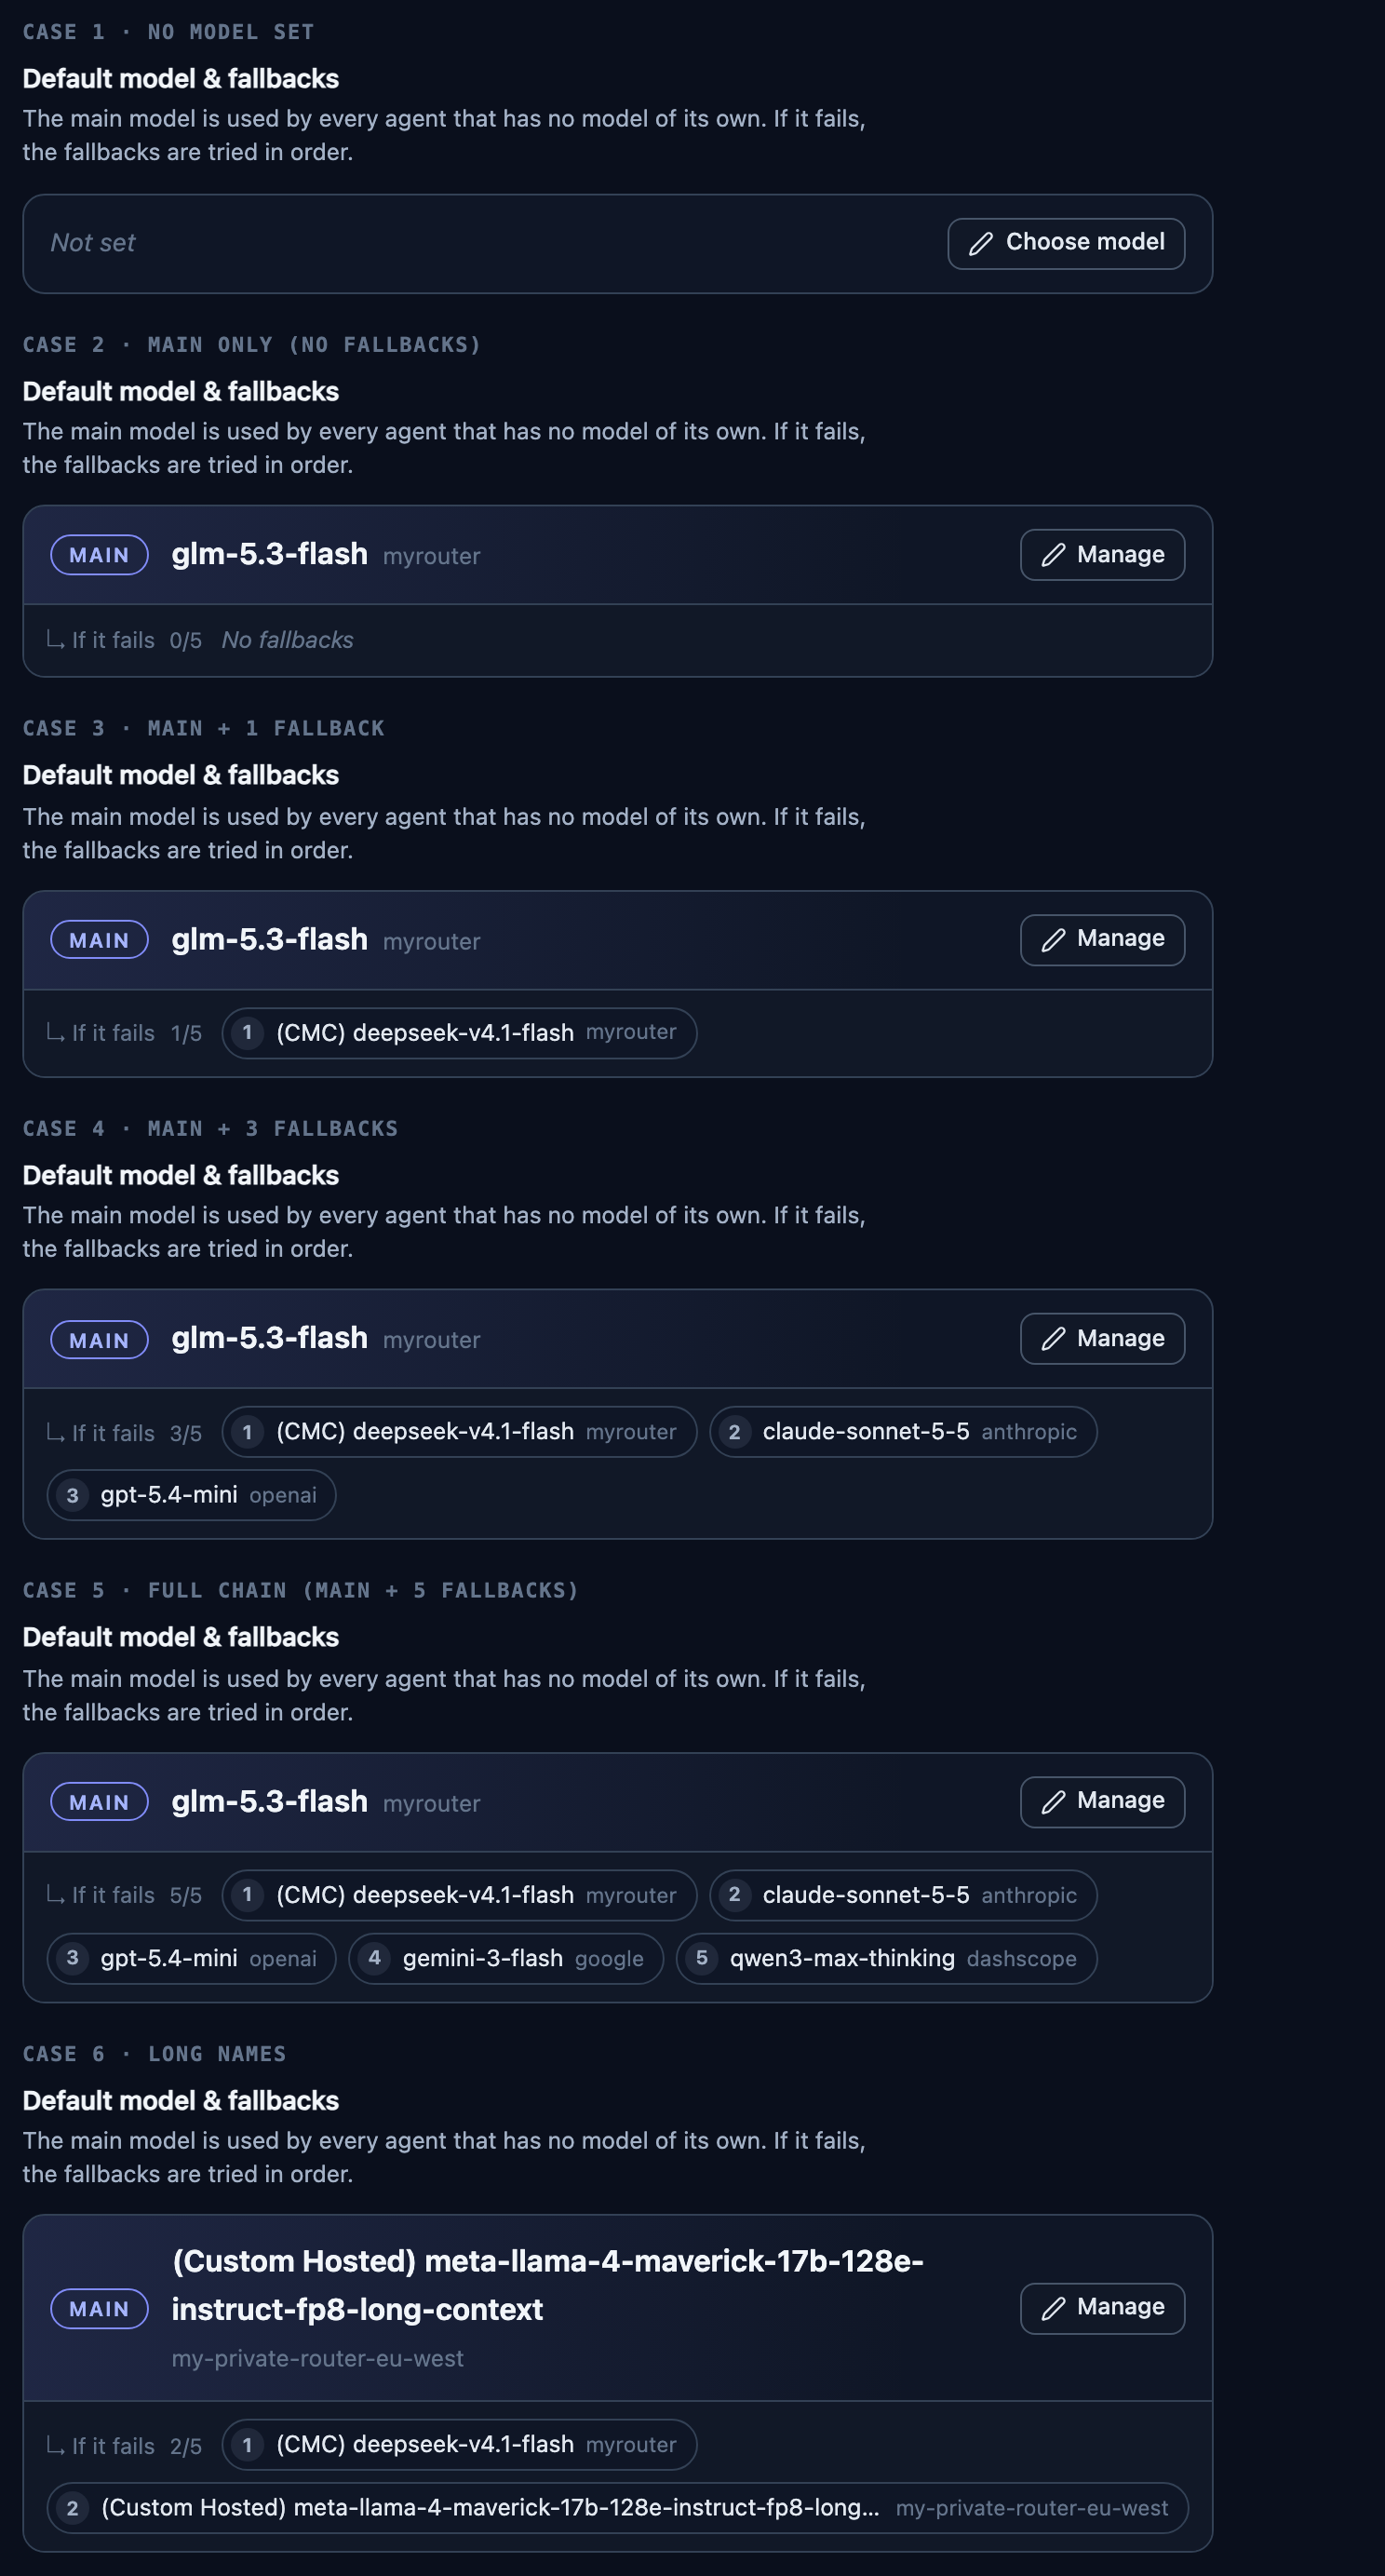 CASE 1 · NO MODEL SET
Default model & fallbacks
The main model is used by every agent that has no model of its own. If it fails,
the fallbacks are tried in order.
Not set
Choose model
CASE 2 · MAIN ONLY (NO FALLBACKS)
Default model & fallbacks
The main model is used by every agent that has no model of its own. If it fails,
the fallbacks are tried in order.
MAIN glm-5.3-flash myrouter Manage
If it fails 0/5 No fallbacks
CASE 3 · MAIN + 1 FALLBACK
Default model & fallbacks
The main model is used by every agent that has no model of its own. If it fails,
the fallbacks are tried in order.
MAIN glm-5.3-flash myrouter Manage
If it fails 1/5 1 (CMC) deepseek-v4.1-flash myrouter
CASE 4 · MAIN + 3 FALLBACKS
Default model & fallbacks
The main model is used by every agent that has no model of its own. If it fails,
the fallbacks are tried in order.
MAIN glm-5.3-flash myrouter Manage
If it fails 3/5 1 (CMC) deepseek-v4.1-flash myrouter 2 claude-sonnet-5-5 anthropic
3 gpt-5.4-mini openai
CASE 5 · FULL CHAIN (MAIN + 5 FALLBACKS)
Default model & fallbacks
The main model is used by every agent that has no model of its own. If it fails,
the fallbacks are tried in order.
MAIN glm-5.3-flash myrouter Manage
If it fails 5/5 1 (CMC) deepseek-v4.1-flash myrouter 2 claude-sonnet-5-5 anthropic
3 gpt-5.4-mini openai 4 gemini-3-flash google 5 qwen3-max-thinking dashscope
CASE 6 · LONG NAMES
Default model & fallbacks
The main model is used by every agent that has no model of its own. If it fails,
the fallbacks are tried in order.
(Custom Hosted) meta-llama-4-maverick-17b-128e-
MAIN instruct-fp8-long-context Manage
my-private-router-eu-west
If it fails 2/5 1 (CMC) deepseek-v4.1-flash myrouter
2 (Custom Hosted) meta-llama-4-maverick-17b-128e-instruct-fp8-long... my-private-router-eu-west